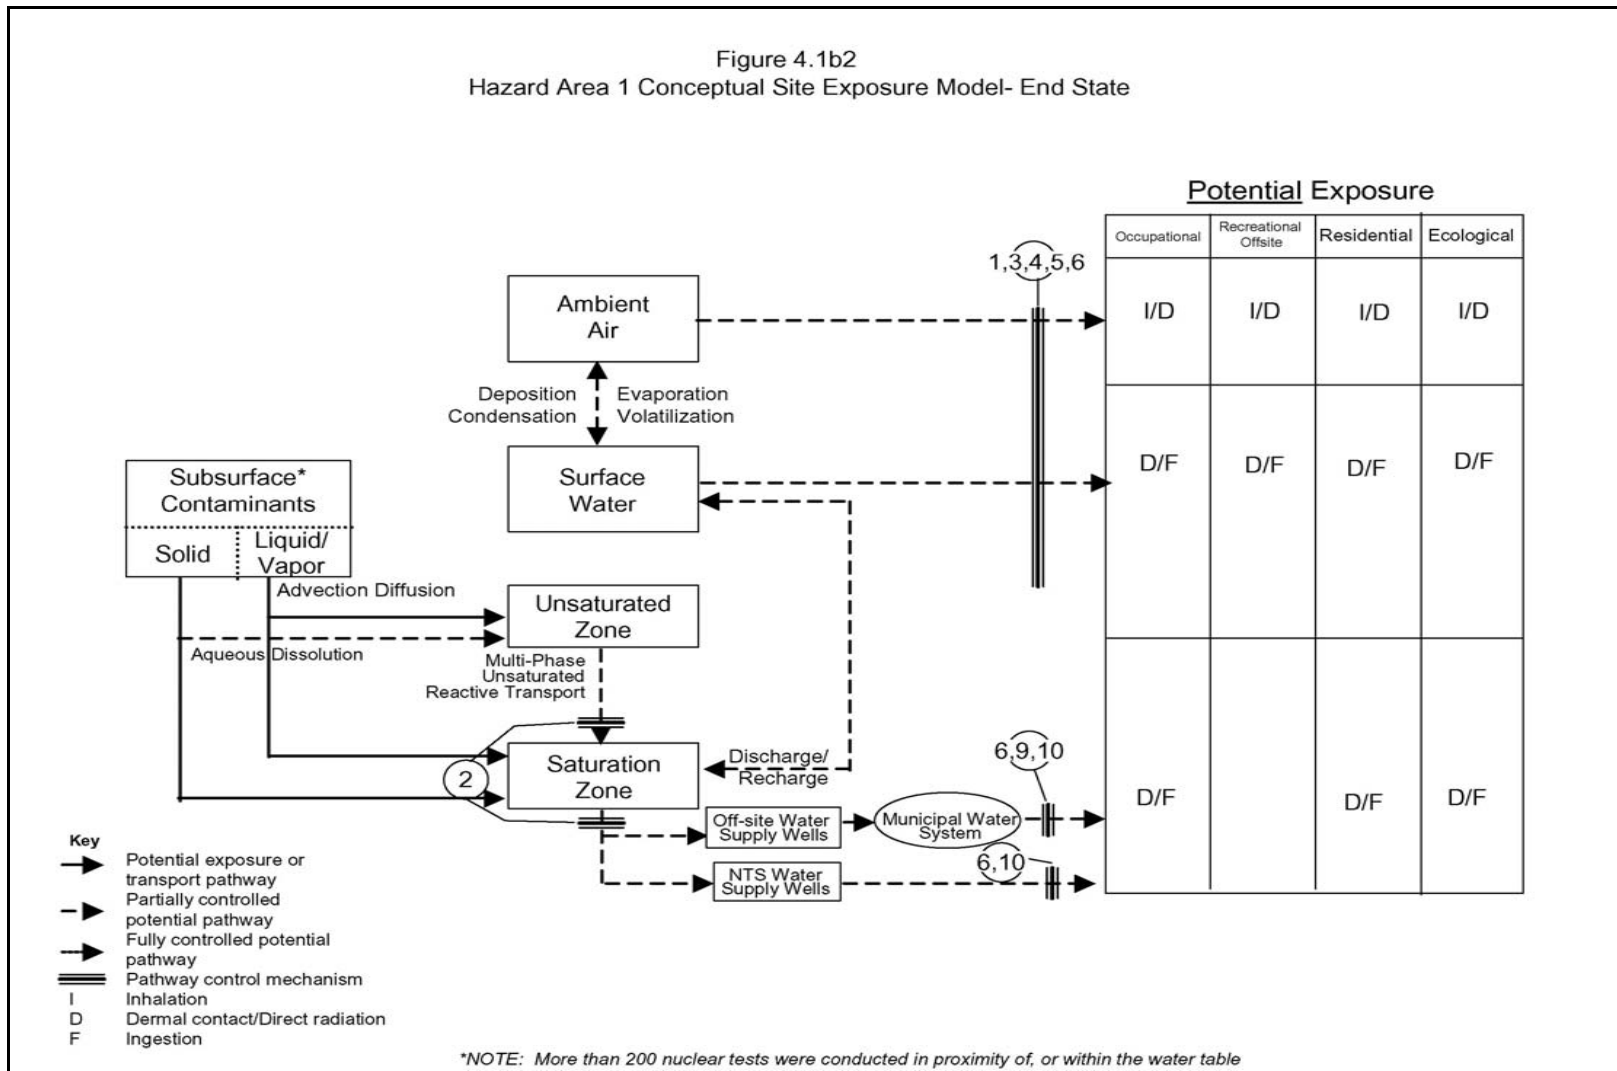 Figure 4.1b2
Hazard Area 1 Conceptual Site Exposure Model- End State
Potential Exposure
Occupational
Recreational
Offsite
Residential
Ecological
1,3,4,5,6
Ambient
Air
I/D
I/D
I/D
I/D
Deposition
Condensation
Evaporation
Volatilization
Surface
Water
D/F
D/F
D/F
D/F
Subsurface*
Contaminants
Solid
Liquid/
Vapor
Advection Diffusion
Unsaturated
Zone
Aqueous Dissolution
Multi-Phase
Unsaturated
Reactive Transport
2
Saturation
Zone
Discharge/
Recharge
6,9,10
D/F
D/F
D/F
Off-site Water
Supply Wells
Municipal Water
System
6,10
NTS Water
Supply Wells
Key
Potential exposure or
transport pathway
Partially controlled
potential pathway
Fully controlled potential
pathway
Pathway control mechanism
I Inhalation
D Dermal contact/Direct radiation
F Ingestion
*NOTE: More than 200 nuclear tests were conducted in proximity of, or within the water table